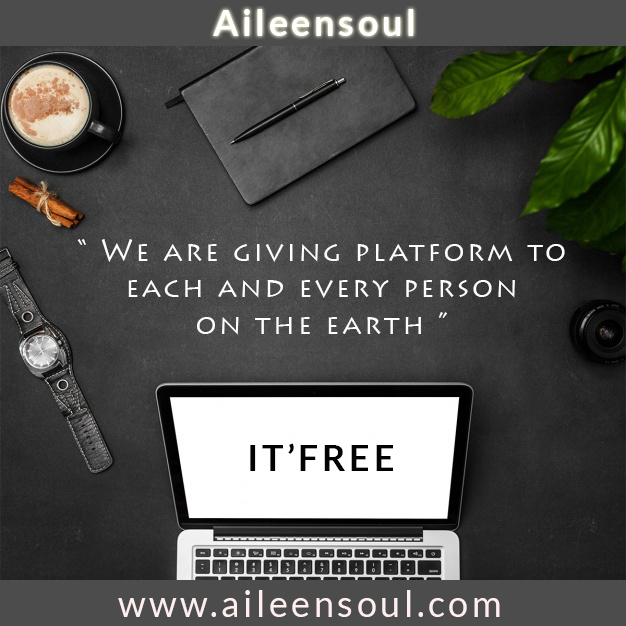 Aileensoul
“ We are giving platform to
each and every person
on the earth ”
IT’FREE
www.aileensoul.com